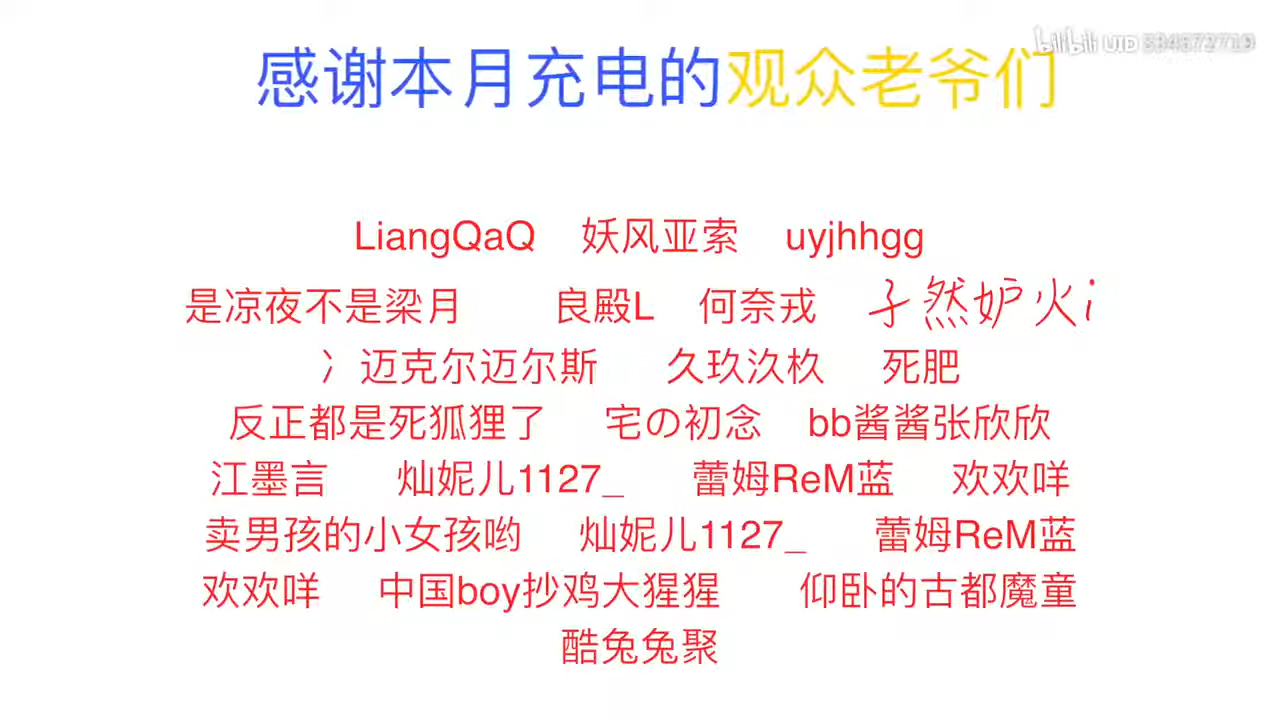 bilibili UID 334672719
感谢本月充电的观众老爷们
LiangQaQ 妖风亚索 uyjhhgg
是凉夜不是梁月 良殿L 何奈戎 孑然妒火i
冫迈克尔迈尔斯 久玖汣杦 死肥
反正都是死狐狸了 宅の初念 bb酱酱张欣欣
江墨言 灿妮儿1127_ 蕾姆ReM蓝 欢欢咩
卖男孩的小女孩哟 灿妮儿1127_ 蕾姆ReM蓝
欢欢咩 中国boy抄鸡大猩猩 仰卧的古都魔童
酷兔兔聚